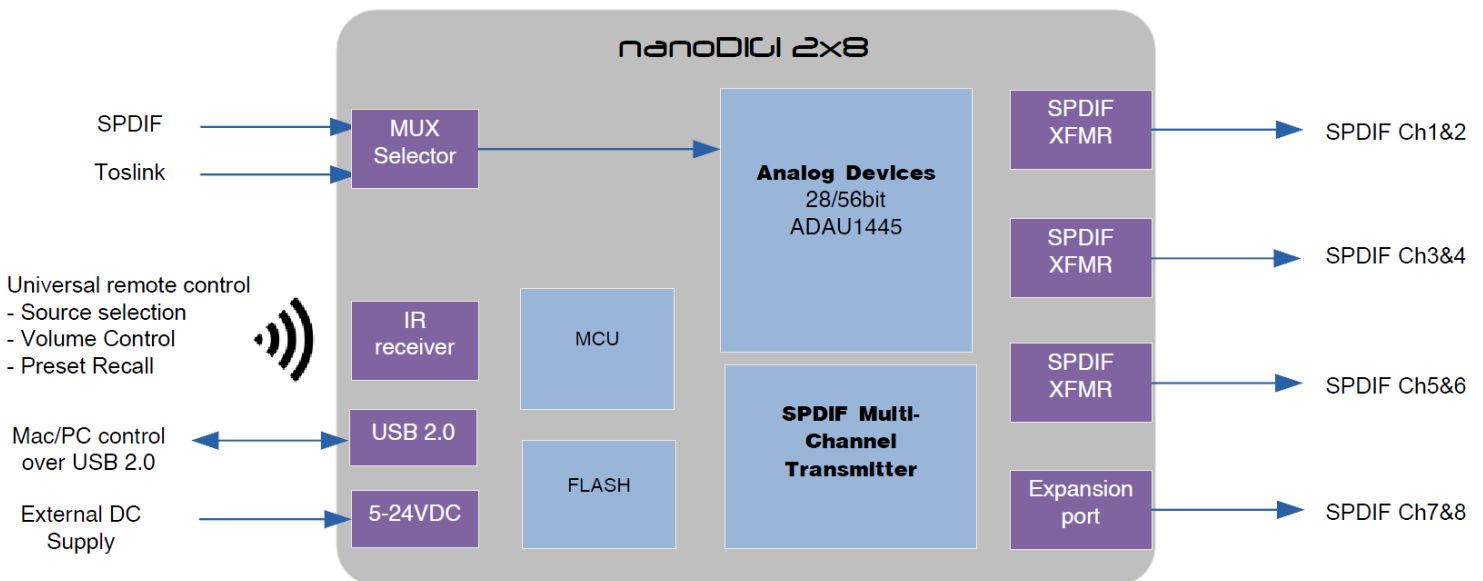 nanoDIGI 2x8
SPDIF
Toslink
MUX
Selector
Analog Devices
28/56bit
ADAU1445
SPDIF
XFMR
SPDIF Ch1&2
SPDIF
XFMR
SPDIF Ch3&4
Universal remote control
- Source selection
- Volume Control
- Preset Recall
IR
receiver
MCU
SPDIF
XFMR
SPDIF Ch5&6
Mac/PC control
over USB 2.0
USB 2.0
SPDIF Multi-
Channel
Transmitter
External DC
Supply
5-24VDC
FLASH
Expansion
port
SPDIF Ch7&8